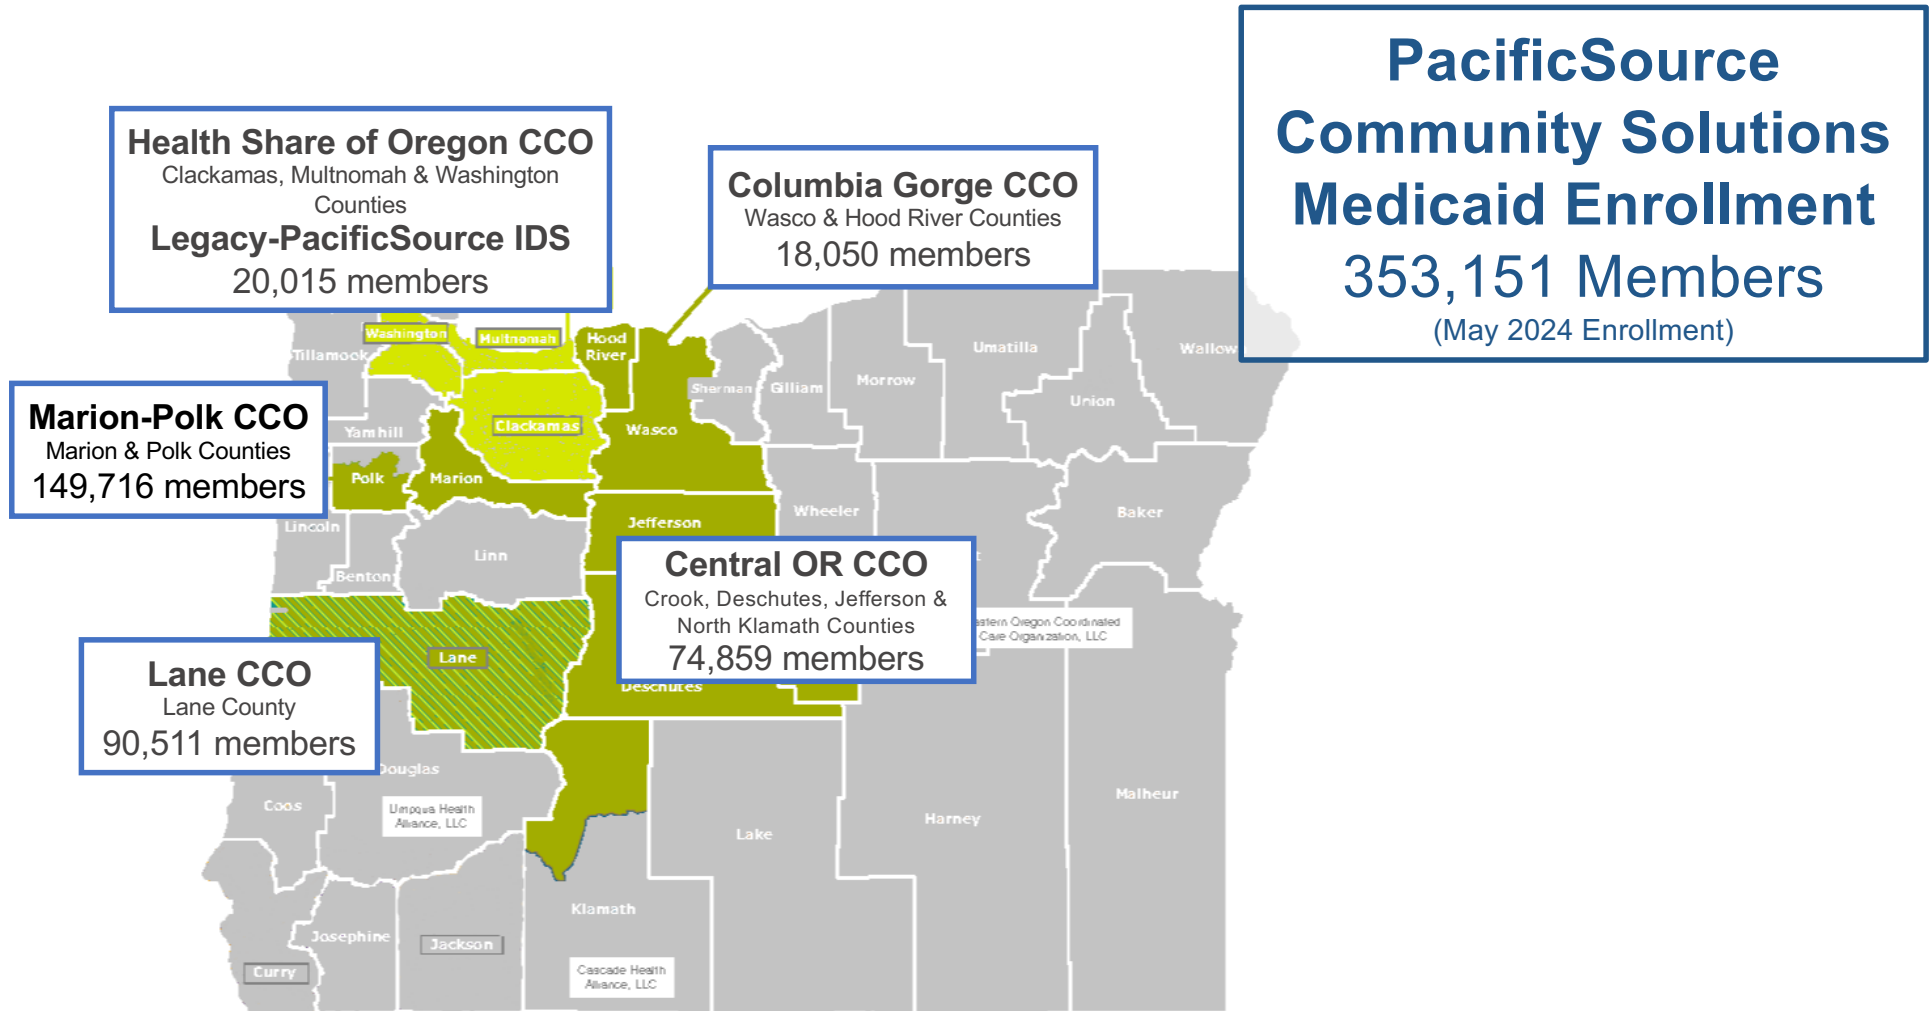 PacificSource
Community Solutions
Medicaid Enrollment
353,151 Members
(May 2024 Enrollment)
Health Share of Oregon CCO
Clackamas, Multnomah & Washington
Counties
Legacy-PacificSource IDS
20,015 members
Columbia Gorge CCO
Wasco & Hood River Counties
18,050 members
Marion-Polk CCO
Marion & Polk Counties
149,716 members
Central OR CCO
Crook, Deschutes, Jefferson &
North Klamath Counties
74,859 members
Lane CCO
Lane County
90,511 members
Washington
Multnomah
Hood
River
Tillamook
Umatilla
Wallow
Sherman
Gilliam
Morrow
Union
Yamhill
Clackamas
Wasco
Polk
Marion
Wheeler
Baker
Lincoln
Jefferson
Linn
Benton
Coordinated
Care Organization, LLC
Lane
Deschutes
Douglas
Coos
Umpqua Health
Alliance, LLC
Malheur
Harney
Lake
Klamath
Josephine
Jackson
Curry
Cascade Health
Alliance, LLC